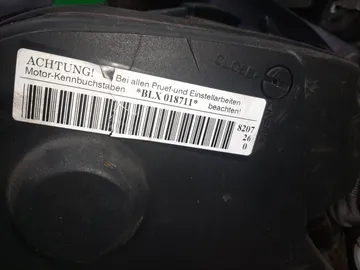 ACHTUNG! Bei allen Pruef-und Einstellarbeiten
Motor-Kennbuchstaben *BLX 018711* beachten!
8207
26
0